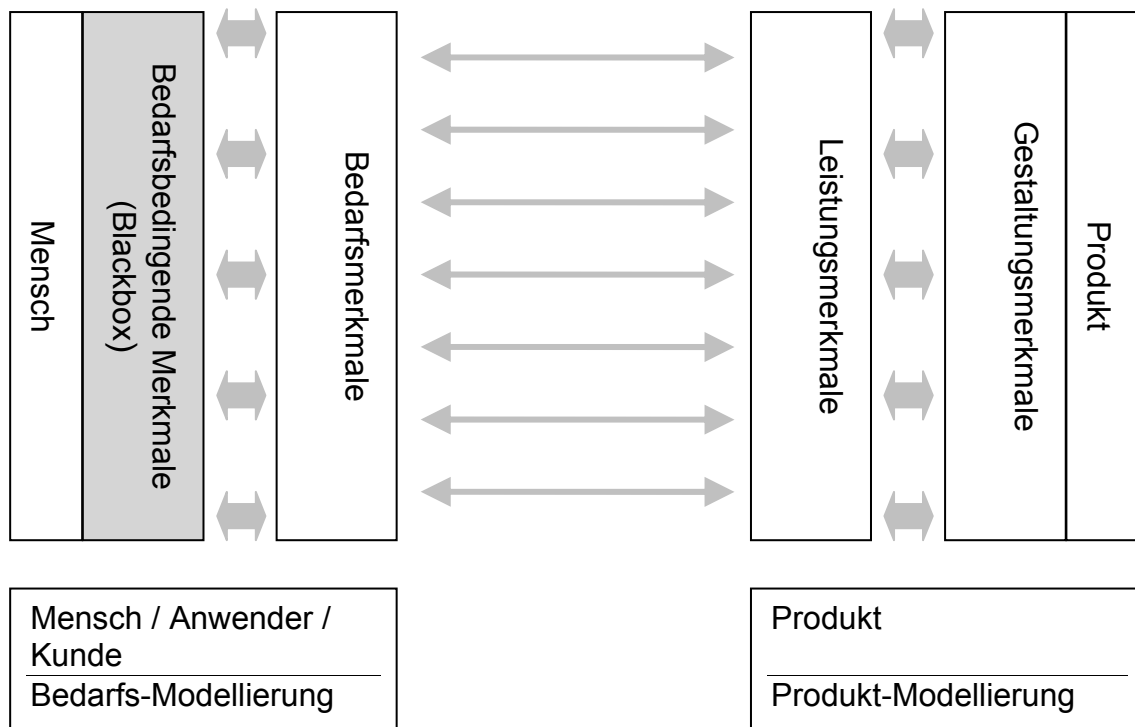 Mensch
Bedarfsbedingende Merkmale
(Blackbox)
Bedarfsmerkmale
Leistungsmerkmale
Gestaltungsmerkmale
Produkt
Mensch / Anwender /
Kunde
Bedarfs-Modellierung
Produkt
Produkt-Modellierung